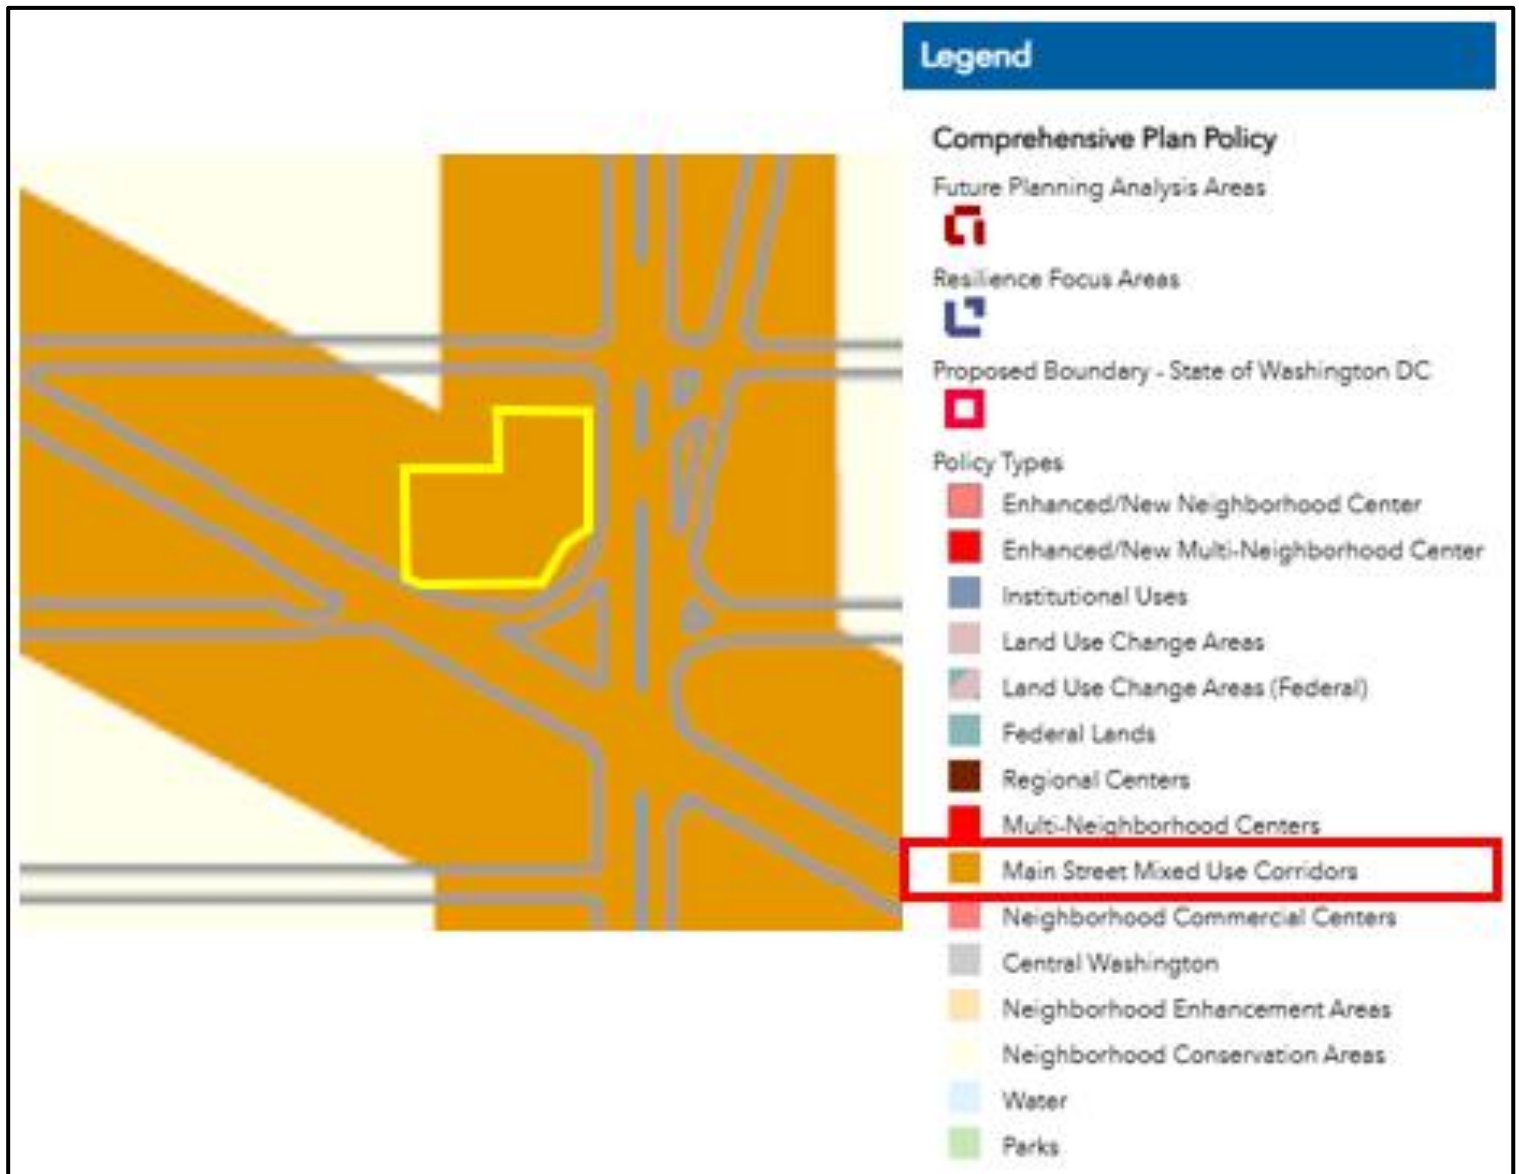 Legend
Comprehensive Plan Policy
Future Planning Analysis Areas
Resilience Focus Areas
Proposed Boundary - State of Washington DC
Policy Types
Enhanced/New Neighborhood Center
Enhanced/New Multi-Neighborhood Center
Institutional Uses
Land Use Change Areas
Land Use Change Areas (Federal)
Federal Lands
Regional Centers
Multi-Neighborhood Centers
Main Street Mixed Use Corridors
Neighborhood Commercial Centers
Central Washington
Neighborhood Enhancement Areas
Neighborhood Conservation Areas
Water
Parks